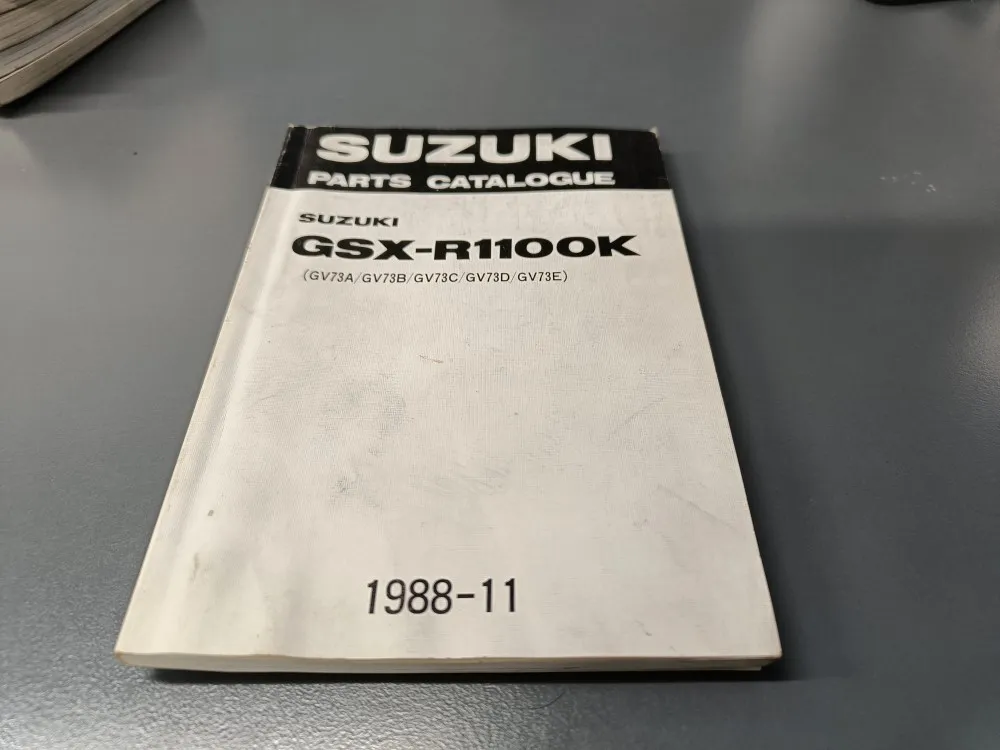 SUZUKI
PARTS CATALOGUE
SUZUKI
GSX-R1100K
(GV73A/GV73B/GV73C/GV73D/GV73E)
1988-11